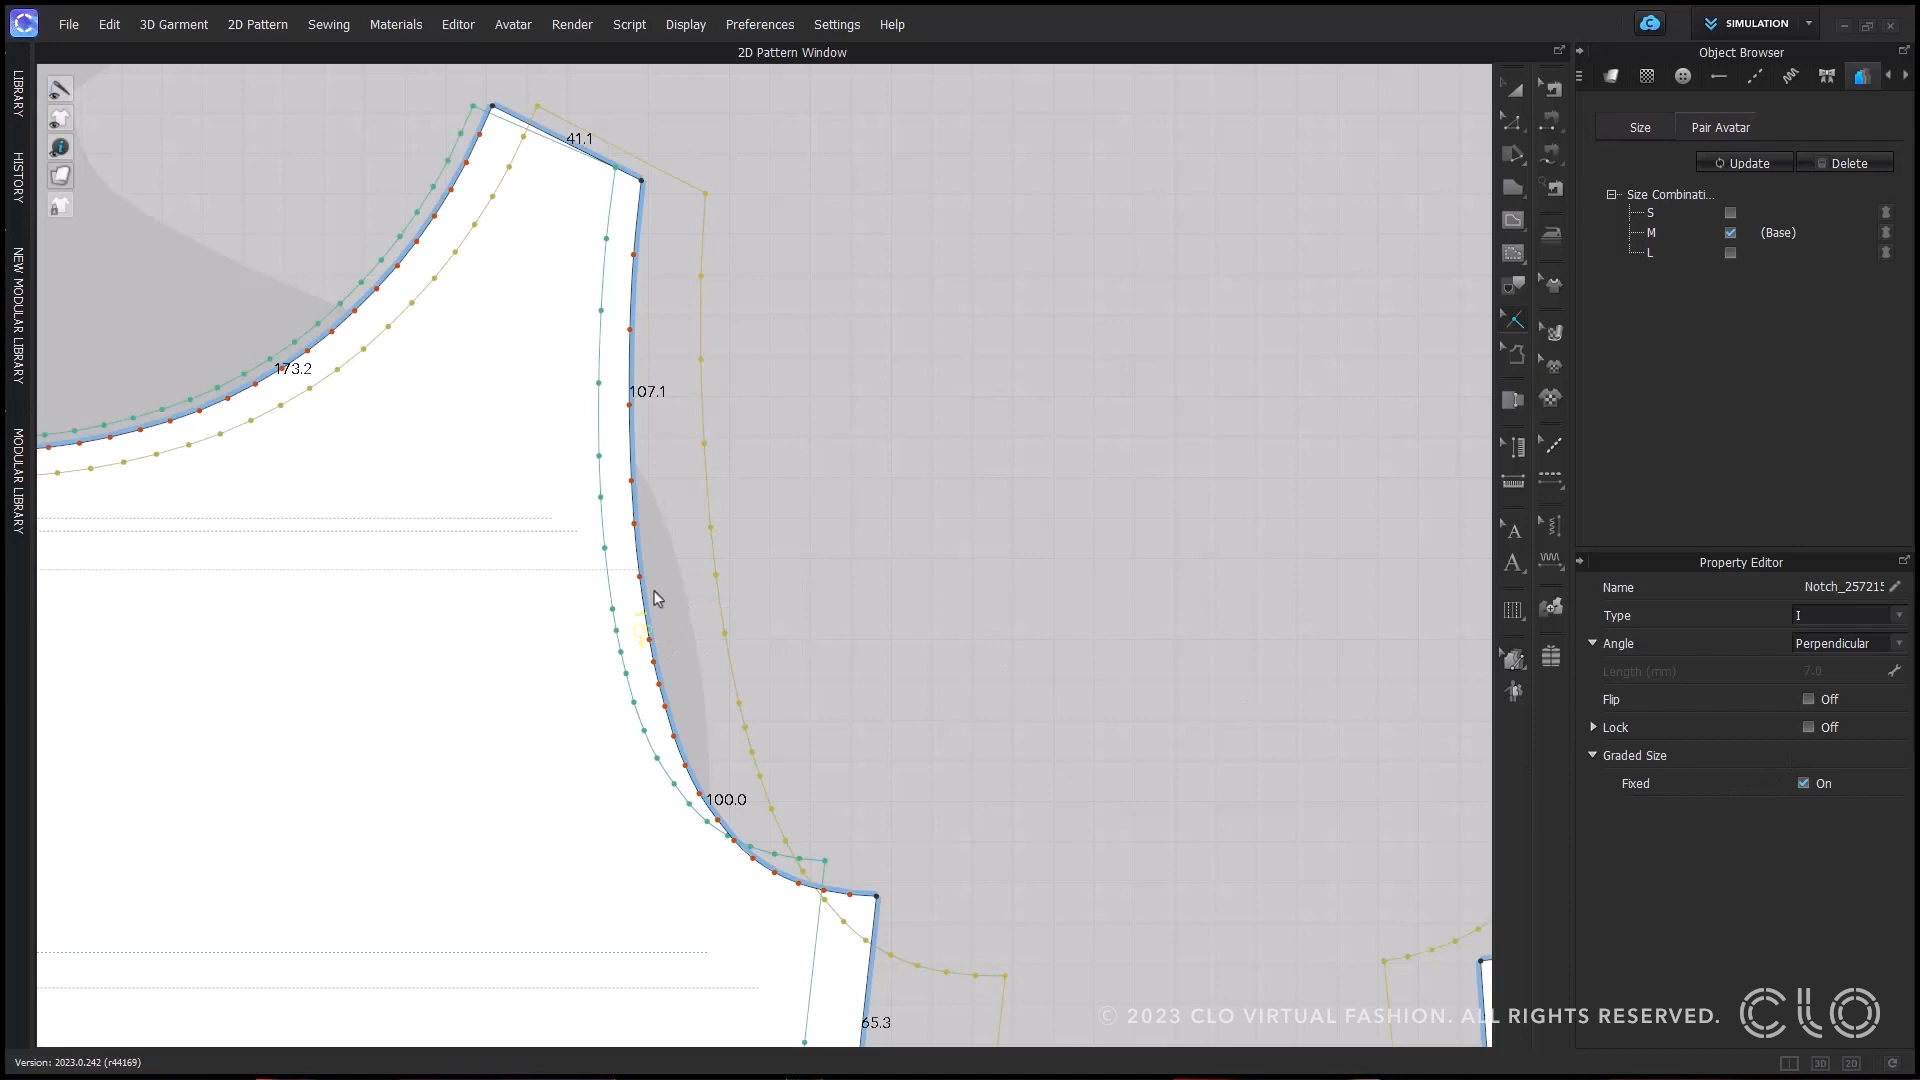 File Edit 3D Garment 2D Pattern Sewing Materials Editor Avatar Render Script Display Preferences Settings Help
SIMULATION
2D Pattern Window
Object Browser
LIBRARY
HISTORY
NEW MODULAR LIBRARY
MODULAR LIBRARY
Size Pair Avatar
Update Delete
Size Combinati...
S
M (Base)
L
41.1
173.2
107.1
100.0
65.3
Property Editor
Name Notch_257215
Type I
Angle Perpendicular
Length (mm) 7.0
Flip Off
Lock Off
Graded Size
Fixed On
© 2023 CLO VIRTUAL FASHION. ALL RIGHTS RESERVED. CLO
Version: 2023.0.242 (r44169)
3D 2D